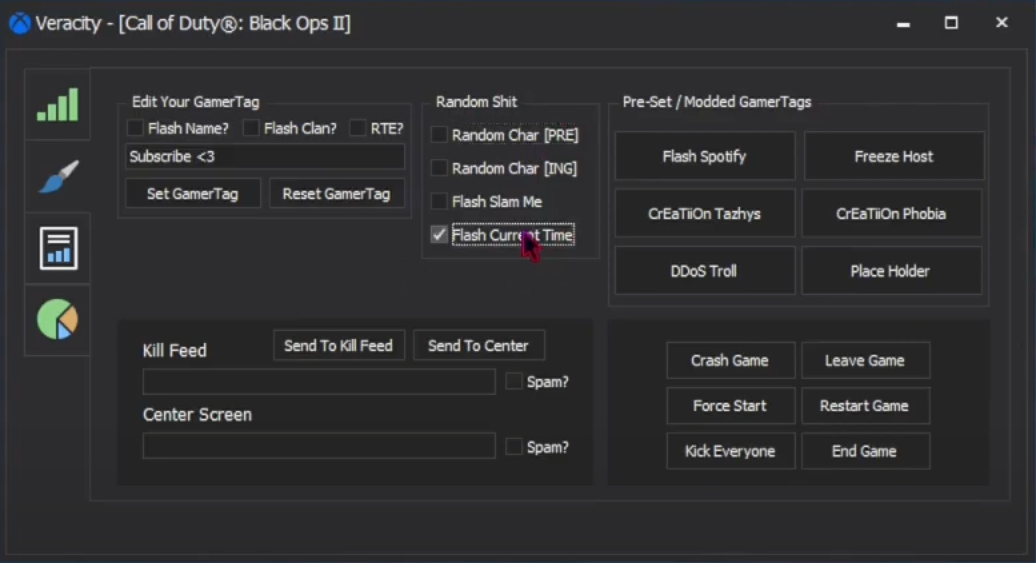 Veracity - [Call of Duty®: Black Ops II]
Edit Your GamerTag
Flash Name? Flash Clan? RTE?
Subscribe <3
Set GamerTag Reset GamerTag
Random Shit
Random Char [PRE]
Random Char [ING]
Flash Slam Me
Flash Current Time
Pre-Set / Modded GamerTags
Flash Spotify Freeze Host
CrEaTiiOn Tazhys CrEaTiiOn Phobia
DDoS Troll Place Holder
Kill Feed Send To Kill Feed Send To Center
Spam?
Center Screen
Spam?
Crash Game Leave Game
Force Start Restart Game
Kick Everyone End Game